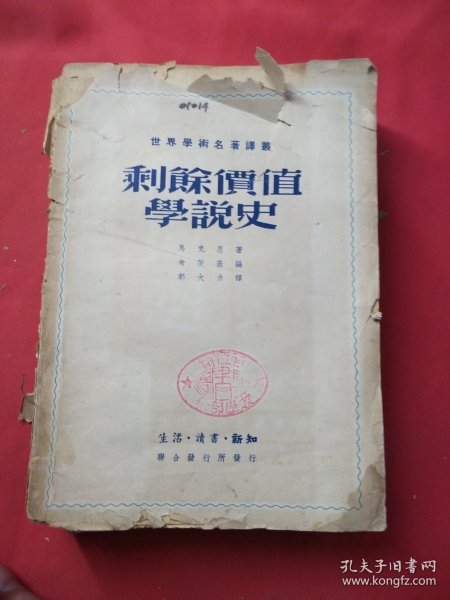 01014
世界學術名著譯叢
剩餘價值
學説史
馬克思著
考茨基編
郭大力譯
生活·讀書·新知
聯合發行所發行
孔夫子旧书网
www.kongfz.com